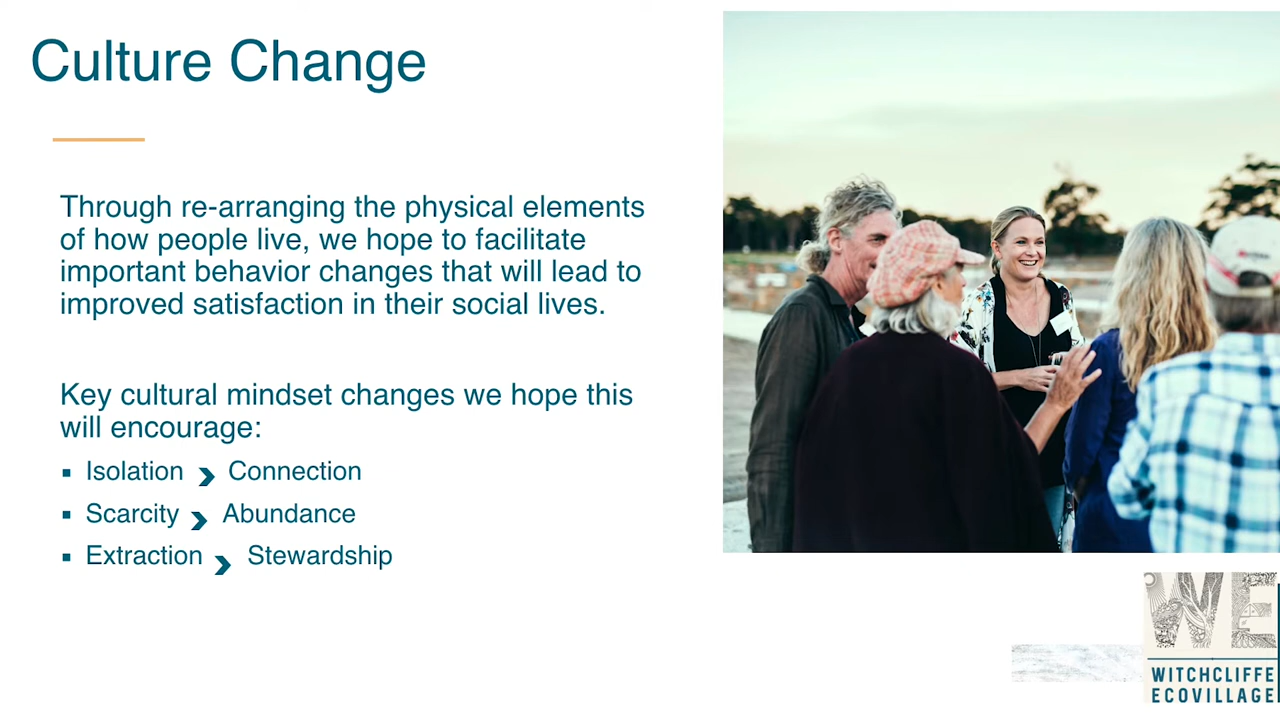 Culture Change
Through re-arranging the physical elements
of how people live, we hope to facilitate
important behavior changes that will lead to
improved satisfaction in their social lives.
Key cultural mindset changes we hope this
will encourage:
▪ Isolation › Connection
▪ Scarcity › Abundance
▪ Extraction › Stewardship
WE
WITCHCLIFFE
ECOVILLAGE